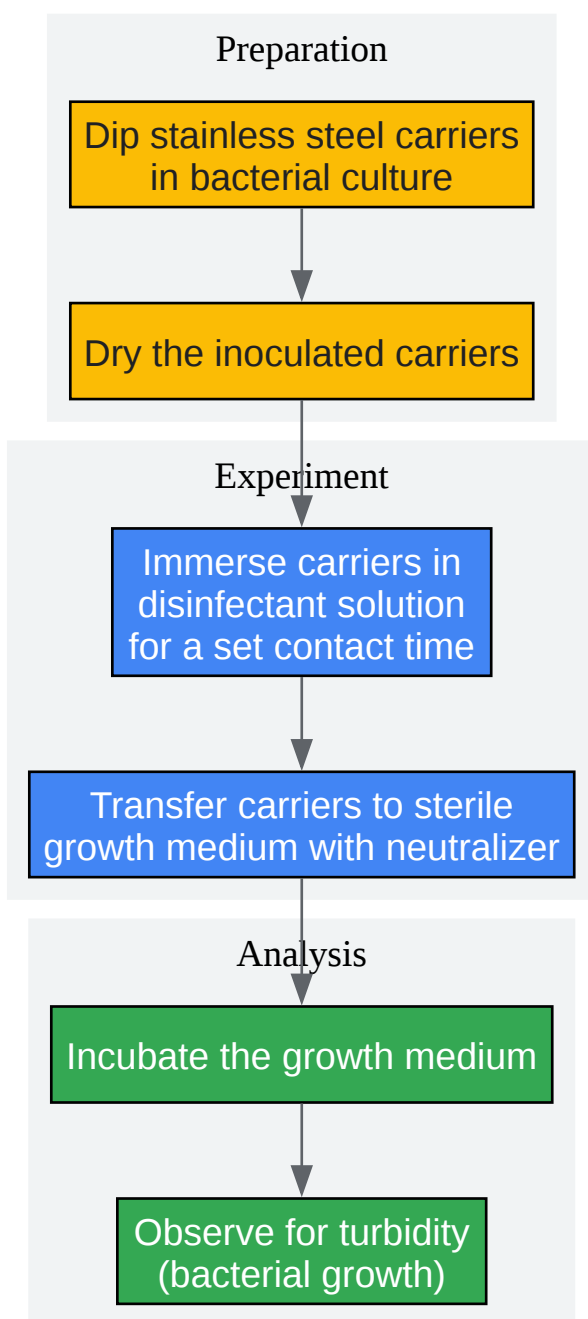 Preparation
Dip stainless steel carriers
in bacterial culture
Dry the inoculated carriers
Experiment
Immerse carriers in
disinfectant solution
for a set contact time
Transfer carriers to sterile
growth medium with neutralizer
Analysis
Incubate the growth medium
Observe for turbidity
(bacterial growth)